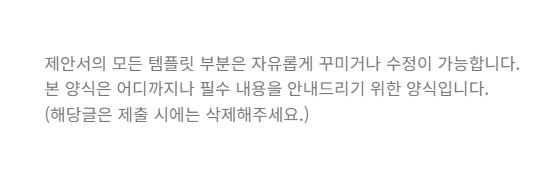 제안서의 모든 템플릿 부분은 자유롭게 꾸미거나 수정이 가능합니다.
본 양식은 어디까지나 필수 내용을 안내드리기 위한 양식입니다.
(해당글은 제출 시에는 삭제해주세요.)